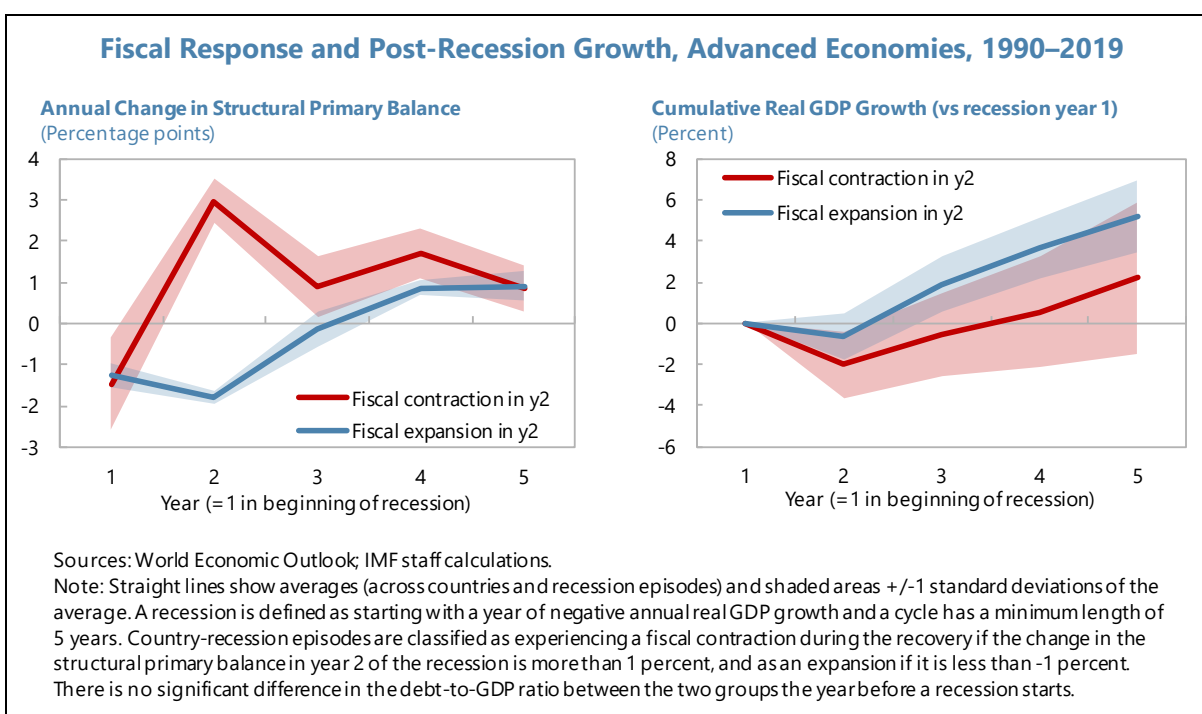 Fiscal Response and Post-Recession Growth, Advanced Economies, 1990–2019
Annual Change in Structural Primary Balance
(Percentage points)
4
3
2
1
0
-1
-2
-3
Fiscal contraction in y2
Fiscal expansion in y2
1 2 3 4 5
Year (=1 in beginning of recession)
Cumulative Real GDP Growth (vs recession year 1)
(Percent)
8
6
4
2
0
-2
-4
-6
Fiscal contraction in y2
Fiscal expansion in y2
1 2 3 4 5
Year (=1 in beginning of recession)
Sources: World Economic Outlook; IMF staff calculations.
Note: Straight lines show averages (across countries and recession episodes) and shaded areas +/-1 standard deviations of the
average. A recession is defined as starting with a year of negative annual real GDP growth and a cycle has a minimum length of
5 years. Country-recession episodes are classified as experiencing a fiscal contraction during the recovery if the change in the
structural primary balance in year 2 of the recession is more than 1 percent, and as an expansion if it is less than -1 percent.
There is no significant difference in the debt-to-GDP ratio between the two groups the year before a recession starts.